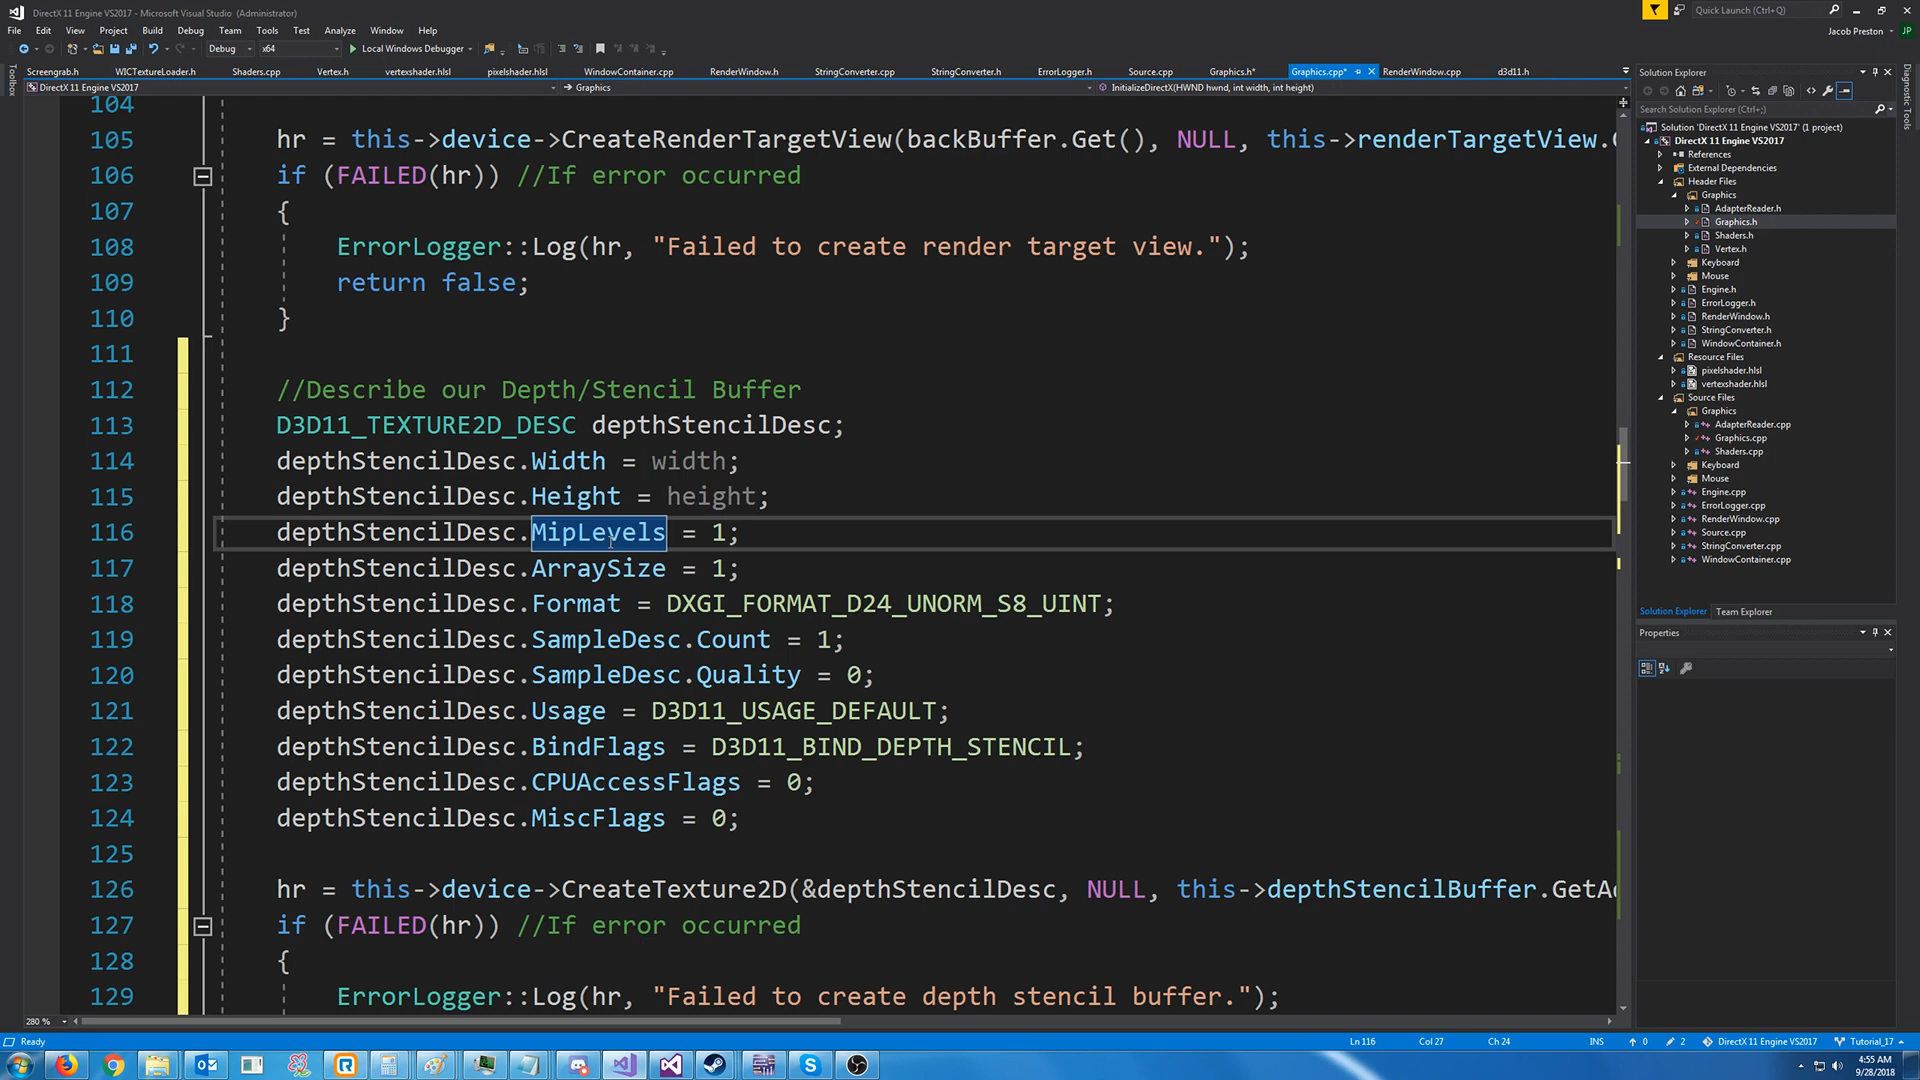 DirectX 11 Engine VS2017 - Microsoft Visual Studio (Administrator)
Quick Launch (Ctrl+Q)
File Edit View Project Build Debug Team Tools Test Analyze Window Help
Jacob Preston JP
Debug x64 Local Windows Debugger
Screengrab.h WICTextureLoader.h Shaders.cpp Vertex.h vertexshader.hlsl pixelshader.hlsl WindowContainer.cpp RenderWindow.h StringConverter.cpp StringConverter.h ErrorLogger.h Source.cpp Graphics.h* Graphics.cpp* RenderWindow.cpp d3d11.h
DirectX 11 Engine VS2017 Graphics InitializeDirectX(HWND hwnd, int width, int height)
Toolbox
104
105 hr = this->device->CreateRenderTargetView(backBuffer.Get(), NULL, this->renderTargetView.
106 if (FAILED(hr)) //If error occurred
107 {
108 ErrorLogger::Log(hr, "Failed to create render target view.");
109 return false;
110 }
111
112 //Describe our Depth/Stencil Buffer
113 D3D11_TEXTURE2D_DESC depthStencilDesc;
114 depthStencilDesc.Width = width;
115 depthStencilDesc.Height = height;
116 depthStencilDesc.MipLevels = 1;
117 depthStencilDesc.ArraySize = 1;
118 depthStencilDesc.Format = DXGI_FORMAT_D24_UNORM_S8_UINT;
119 depthStencilDesc.SampleDesc.Count = 1;
120 depthStencilDesc.SampleDesc.Quality = 0;
121 depthStencilDesc.Usage = D3D11_USAGE_DEFAULT;
122 depthStencilDesc.BindFlags = D3D11_BIND_DEPTH_STENCIL;
123 depthStencilDesc.CPUAccessFlags = 0;
124 depthStencilDesc.MiscFlags = 0;
125
126 hr = this->device->CreateTexture2D(&depthStencilDesc, NULL, this->depthStencilBuffer.GetAd
127 if (FAILED(hr)) //If error occurred
128 {
129 ErrorLogger::Log(hr, "Failed to create depth stencil buffer.");
280 %
Solution Explorer
Search Solution Explorer (Ctrl+;)
Solution 'DirectX 11 Engine VS2017' (1 project)
DirectX 11 Engine VS2017
References
External Dependencies
Header Files
Graphics
AdapterReader.h
Graphics.h
Shaders.h
Vertex.h
Keyboard
Mouse
Engine.h
ErrorLogger.h
RenderWindow.h
StringConverter.h
WindowContainer.h
Resource Files
pixelshader.hlsl
vertexshader.hlsl
Source Files
Graphics
AdapterReader.cpp
Graphics.cpp
Shaders.cpp
Keyboard
Mouse
Engine.cpp
ErrorLogger.cpp
RenderWindow.cpp
Source.cpp
StringConverter.cpp
WindowContainer.cpp
Solution Explorer Team Explorer
Properties
Diagnostic Tools
Ready Ln 116 Col 27 Ch 24 INS 0 2 DirectX 11 Engine VS2017 Tutorial_17
4:55 AM
9/28/2018